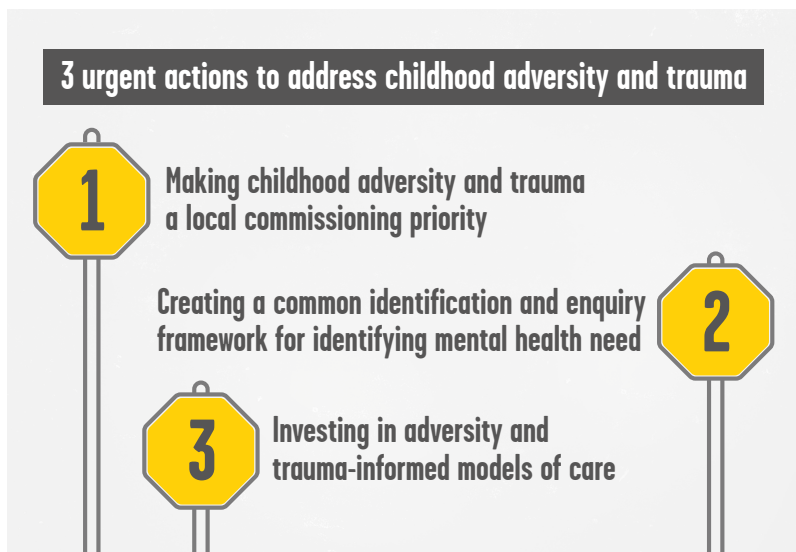 3 urgent actions to address childhood adversity and trauma
1
Making childhood adversity and trauma
a local commissioning priority
Creating a common identification and enquiry
framework for identifying mental health need
2
3
Investing in adversity and
trauma-informed models of care